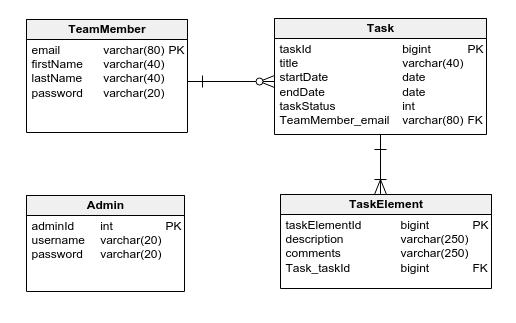 TeamMember
email varchar(80) PK
firstName varchar(40)
lastName varchar(40)
password varchar(20)
Task
taskId bigint PK
title varchar(40)
startDate date
endDate date
taskStatus int
TeamMember_email varchar(80) FK
Admin
adminId int PK
username varchar(20)
password varchar(20)
TaskElement
taskElementId bigint PK
description varchar(250)
comments varchar(250)
Task_taskId bigint FK